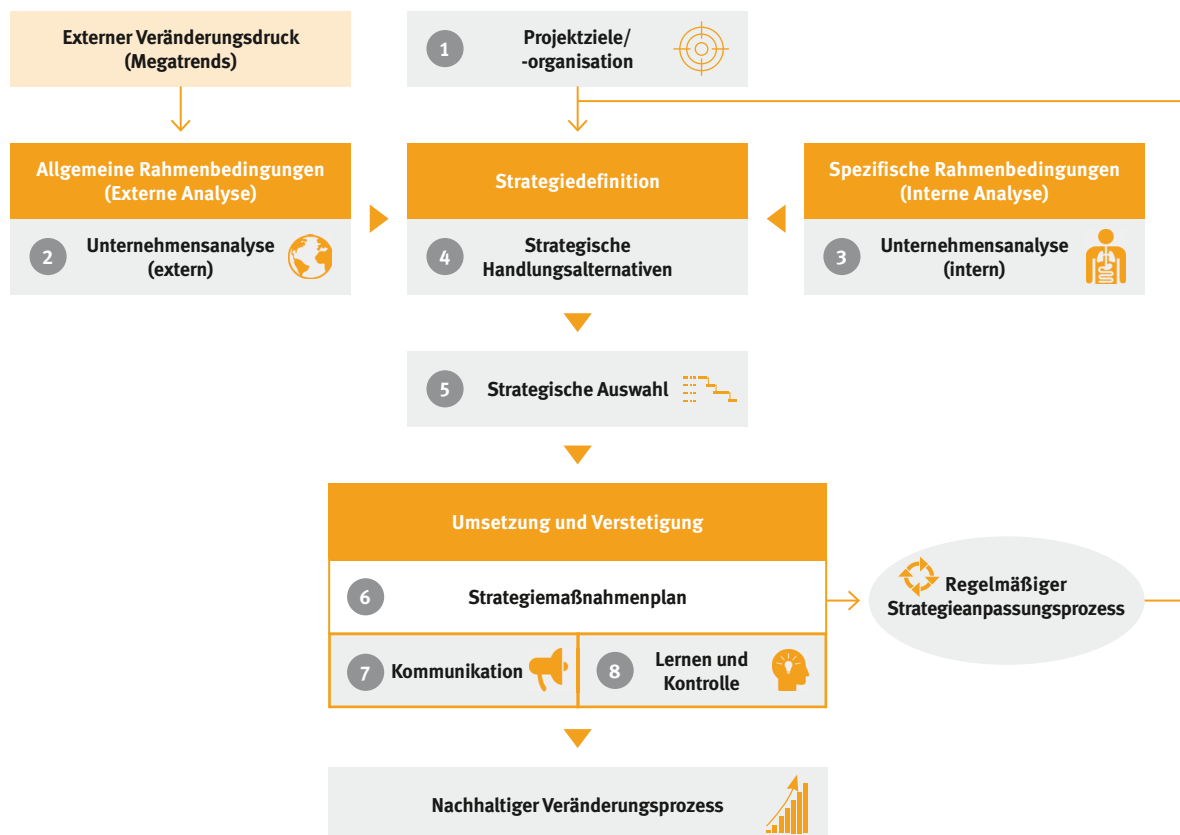 Externer Veränderungsdruck
(Megatrends)
1
Projektziele/
-organisation
Allgemeine Rahmenbedingungen
(Externe Analyse)
2
Unternehmensanalyse
(extern)
Strategiedefinition
4
Strategische
Handlungsalternativen
Spezifische Rahmenbedingungen
(Interne Analyse)
3
Unternehmensanalyse
(intern)
5
Strategische Auswahl
Umsetzung und Verstetigung
6
Strategiemaßnahmenplan
7
Kommunikation
8
Lernen und
Kontrolle
Regelmäßiger
Strategieanpassungsprozess
Nachhaltiger Veränderungsprozess